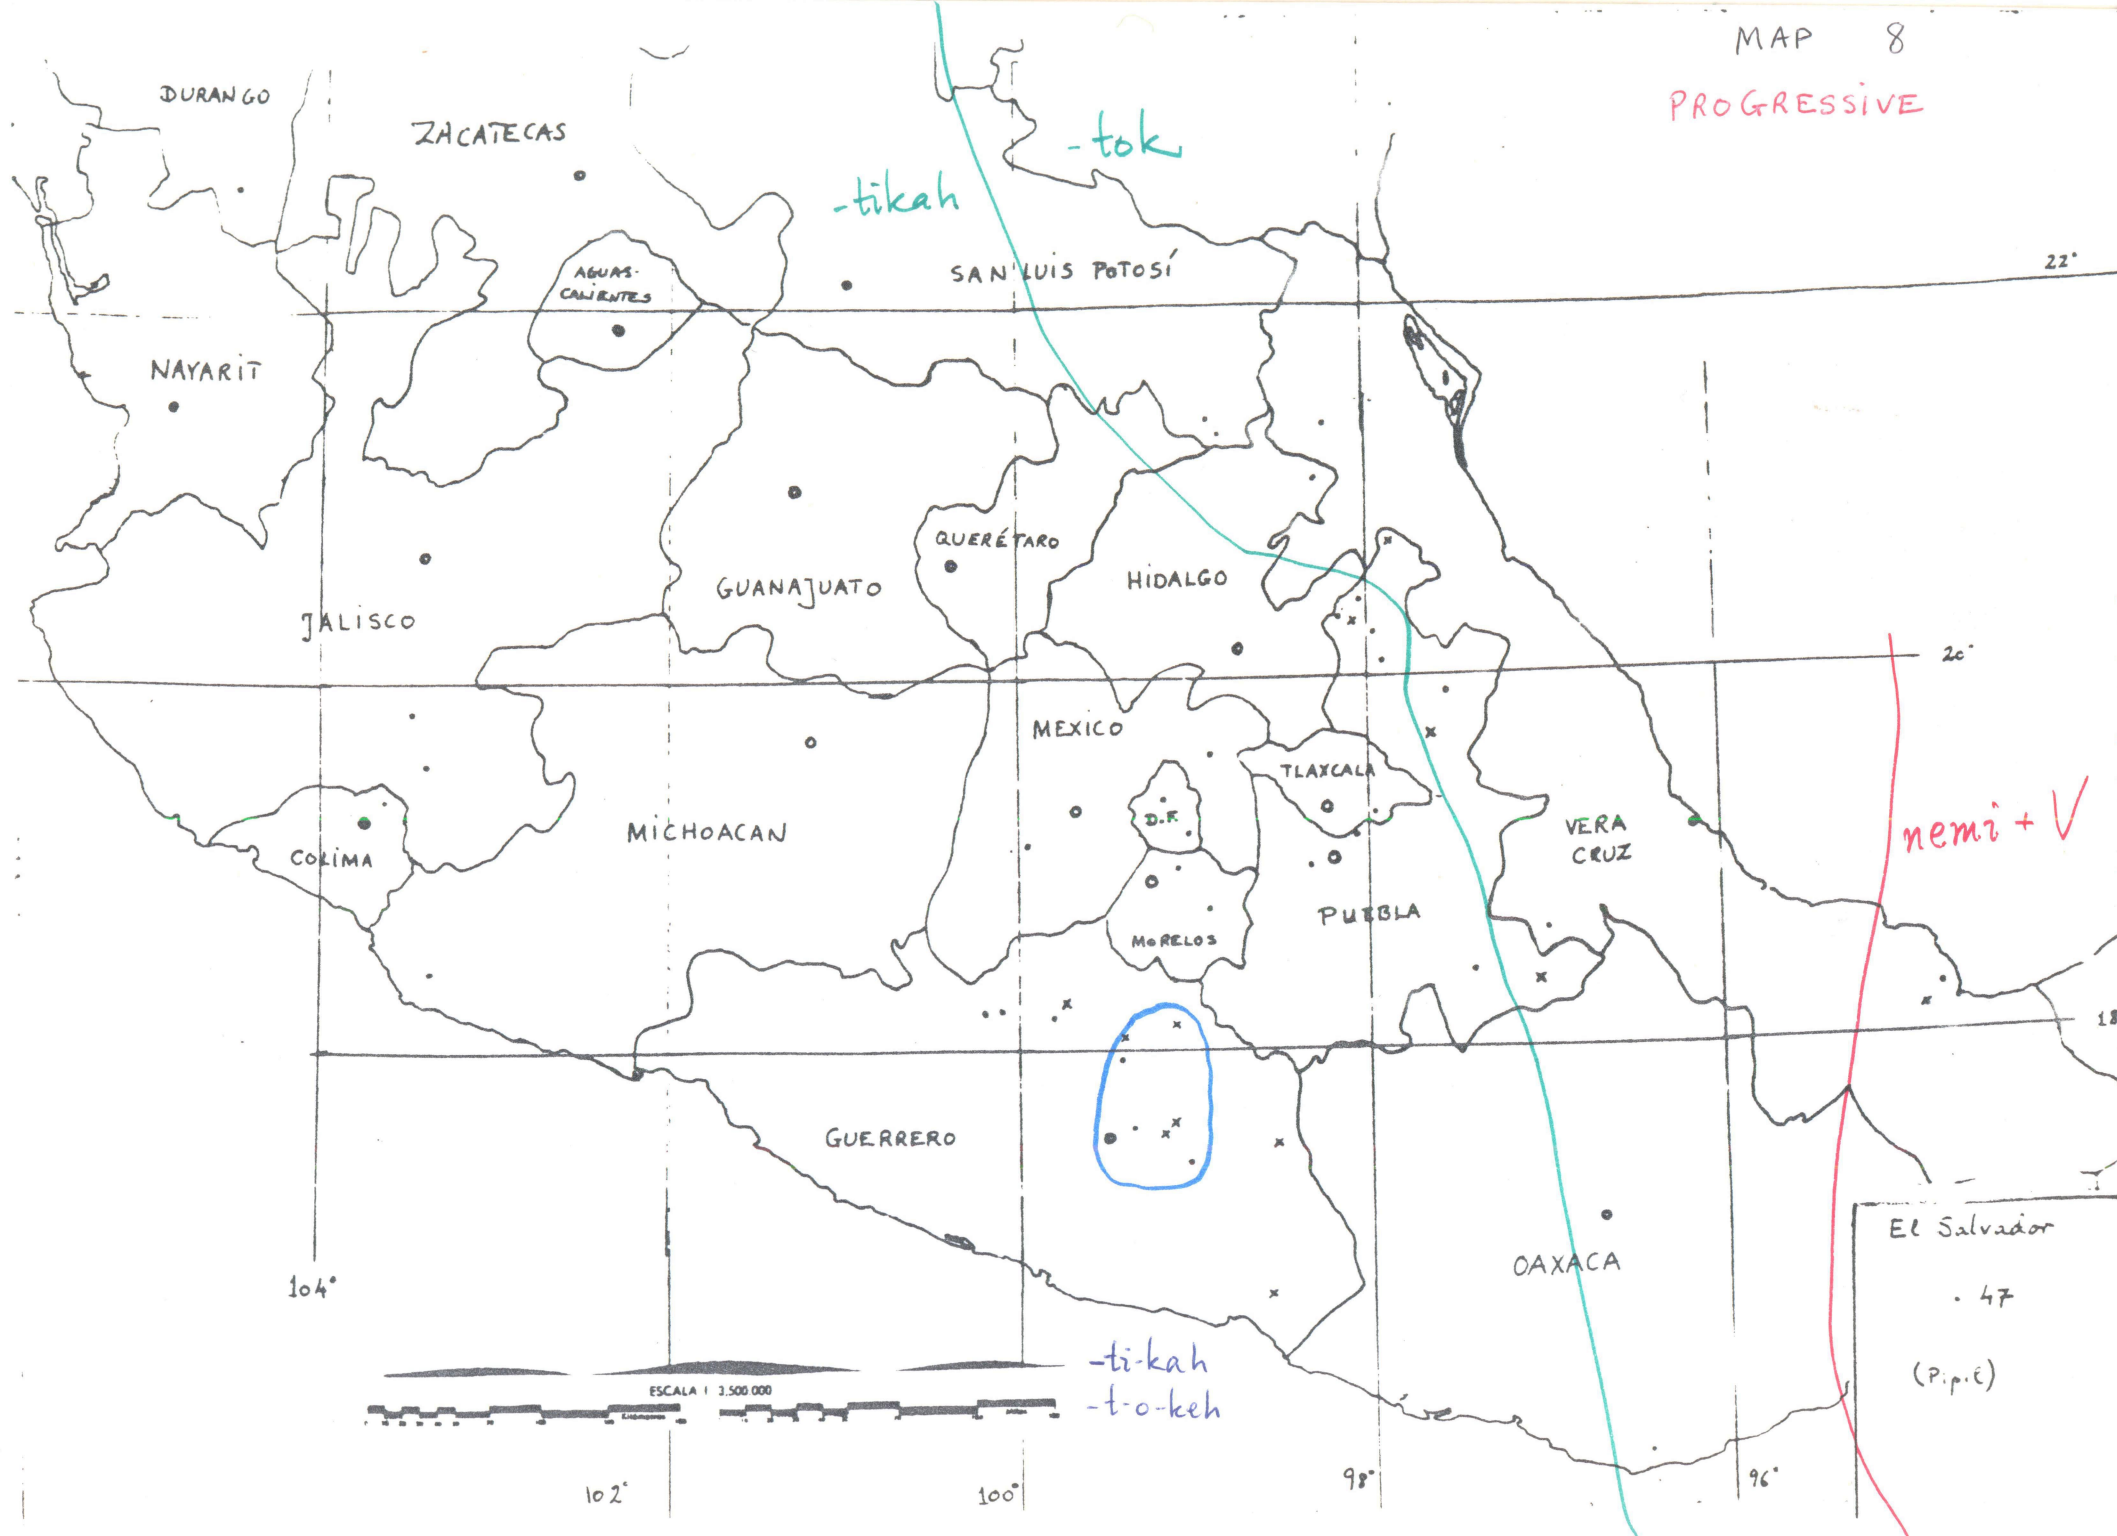 MAP 8
PROGRESSIVE
DURANGO
ZACATECAS
-tok
-tikah
AGUAS-
CALIENTES
SAN LUIS POTOSÍ
22°
NAYARIT
QUERÉTARO
HIDALGO
GUANAJUATO
JALISCO
20°
MEXICO
TLAXCALA
D.F.
MICHOACAN
VERA
CRUZ
nemi + V
COLIMA
PUEBLA
MORELOS
18
GUERRERO
El Salvador
OAXACA
104°
. 47
-ti-kah
(Pipil)
ESCALA 1 3,500,000
-t-o-keh
102°
100°
98°
96°